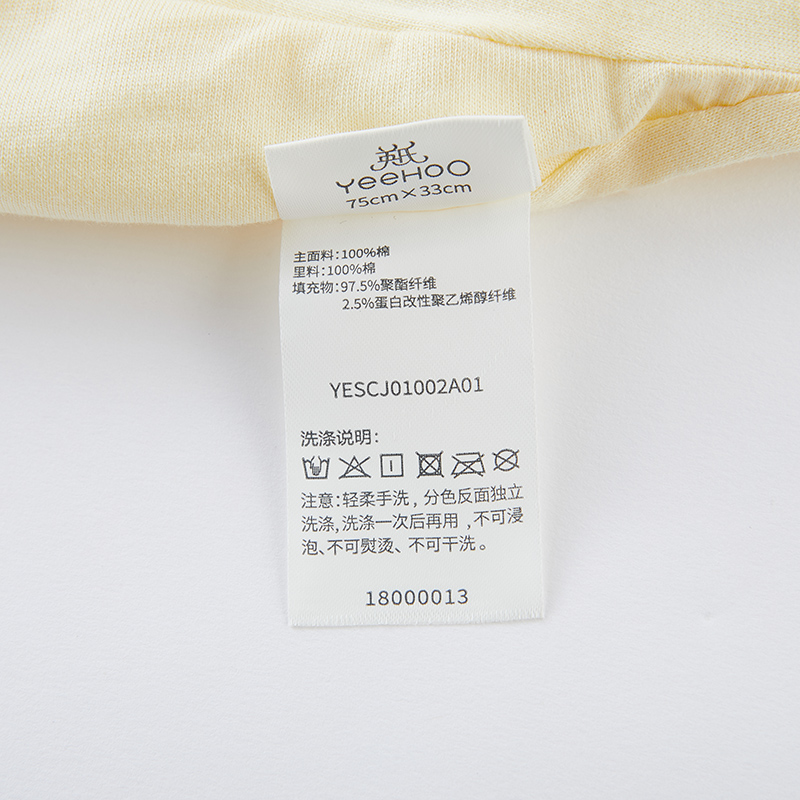 英氏
YeeHOO
75cm×33cm
主面料:100%棉
里料:100%棉
填充物:97.5%聚酯纤维
2.5%蛋白改性聚乙烯醇纤维
YESCJ01002A01
洗涤说明:
注意:轻柔手洗,分色反面独立
洗涤,洗涤一次后再用,不可浸
泡、不可熨烫、不可干洗。
18000013